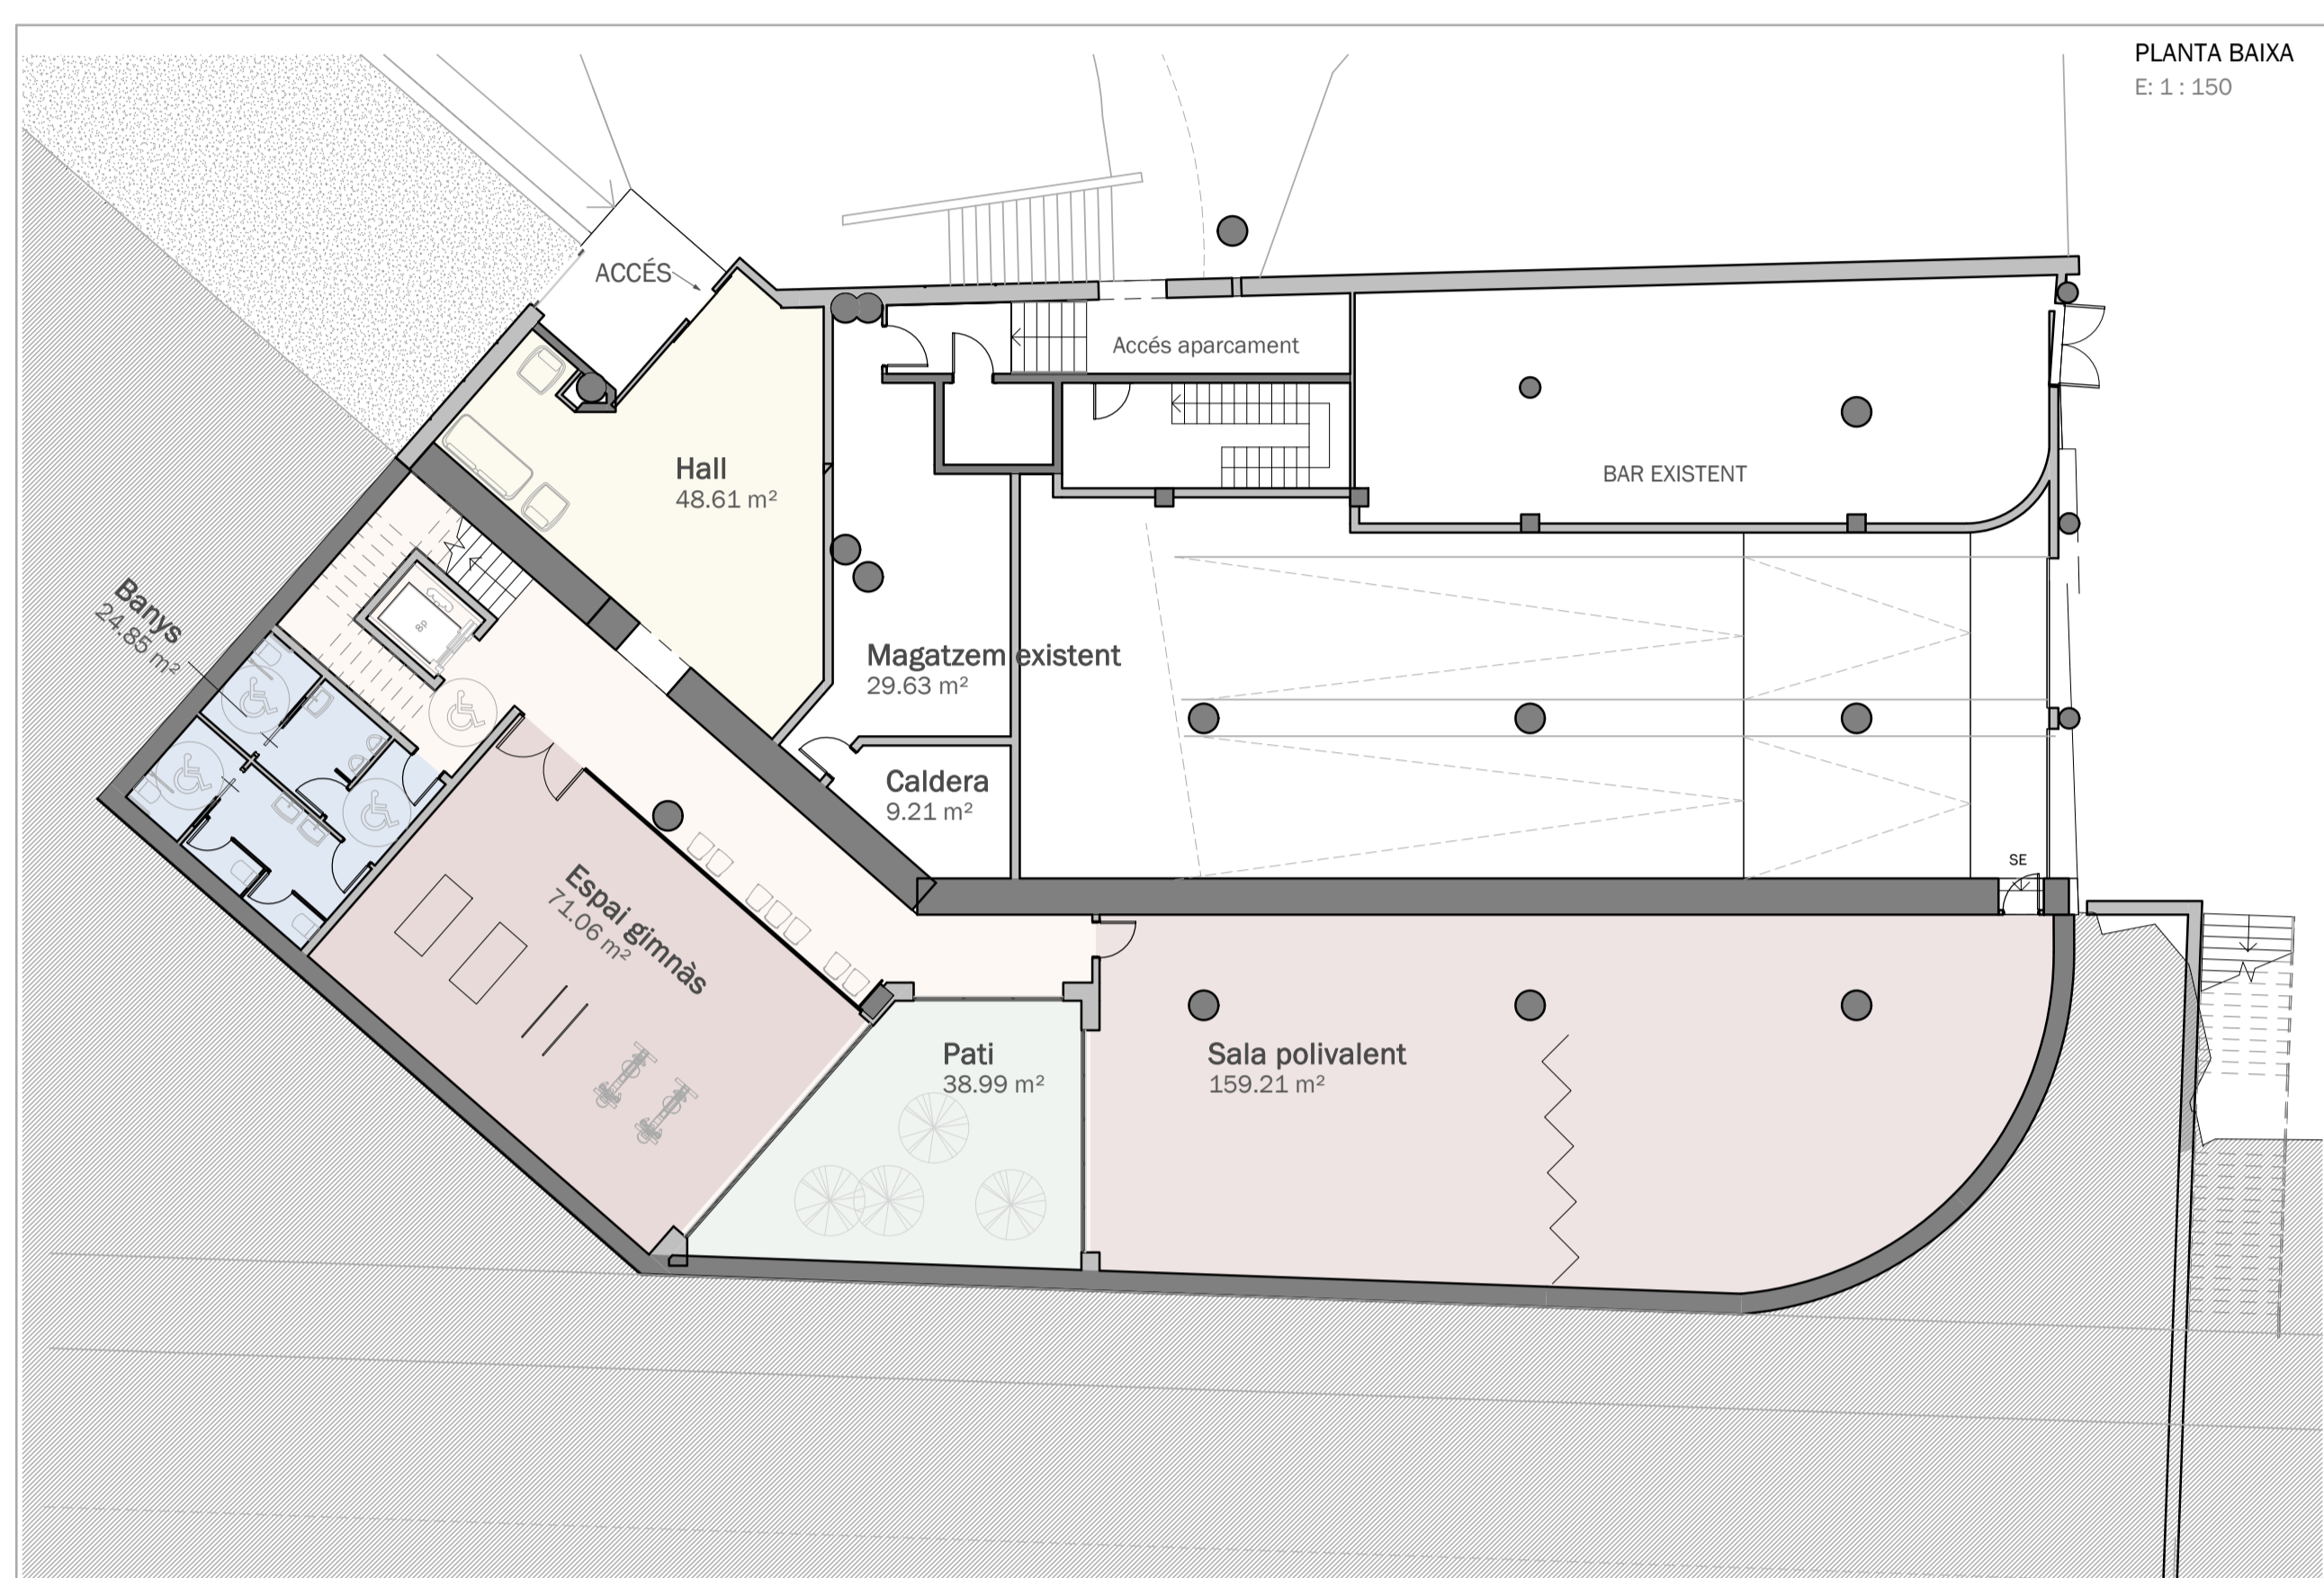 PLANTA BAIXA
E: 1 : 150
ACCÉS
Accés aparcament
Hall
48.61 m²
BAR EXISTENT
Banys
24.85 m²
8p
Magatzem existent
29.63 m²
Caldera
9.21 m²
SE
Espai gimnàs
71.06 m²
Pati
38.99 m²
Sala polivalent
159.21 m²